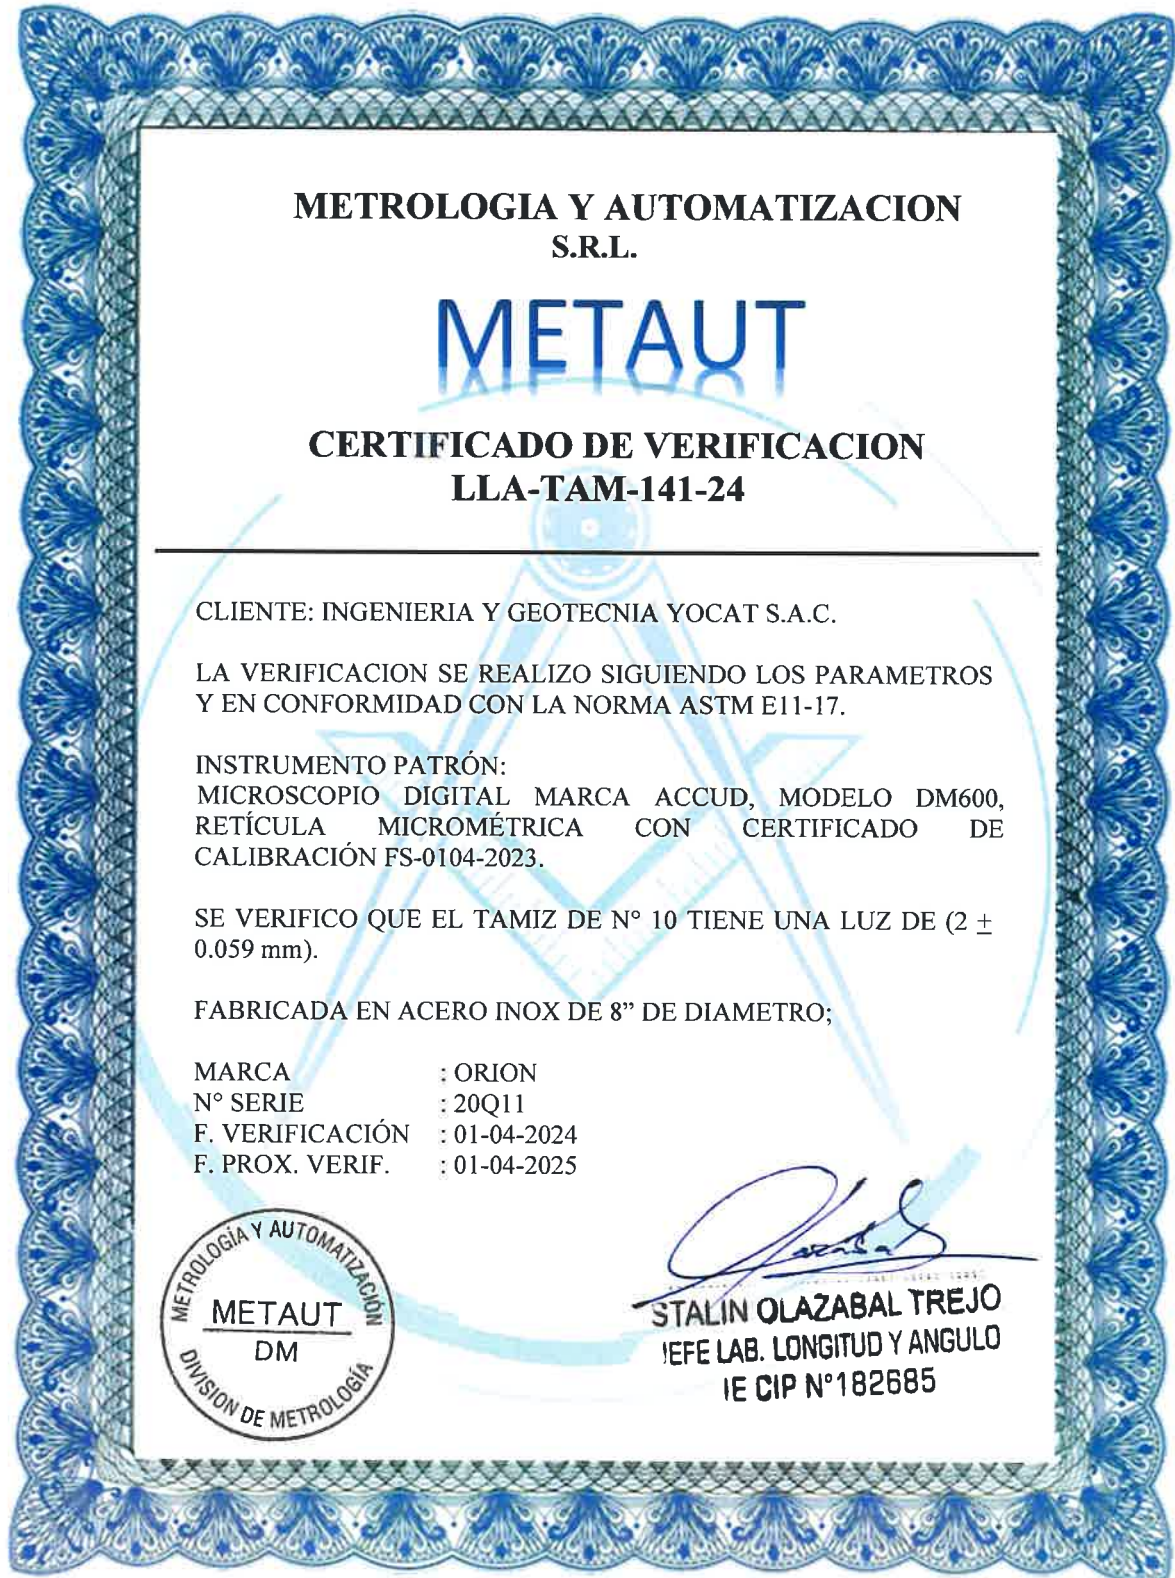 METROLOGIA Y AUTOMATIZACION
S.R.L.
METAUT
CERTIFICADO DE VERIFICACION
LLA-TAM-141-24
CLIENTE: INGENIERIA Y GEOTECNIA YOCAT S.A.C.
LA VERIFICACION SE REALIZO SIGUIENDO LOS PARAMETROS
Y EN CONFORMIDAD CON LA NORMA ASTM E11-17.
INSTRUMENTO PATRÓN:
MICROSCOPIO DIGITAL MARCA ACCUD, MODELO DM600,
RETÍCULA MICROMÉTRICA CON CERTIFICADO DE
CALIBRACIÓN FS-0104-2023.
SE VERIFICO QUE EL TAMIZ DE N° 10 TIENE UNA LUZ DE (2 ±
0.059 mm).
FABRICADA EN ACERO INOX DE 8” DE DIAMETRO;
MARCA : ORION
N° SERIE : 20Q11
F. VERIFICACIÓN : 01-04-2024
F. PROX. VERIF. : 01-04-2025
METROLOGÍA Y AUTOMATIZACIÓN
METAUT
DM
DIVISION DE METROLOGÍA
STALIN OLAZABAL TREJO
JEFE LAB. LONGITUD Y ANGULO
IE CIP N°182685